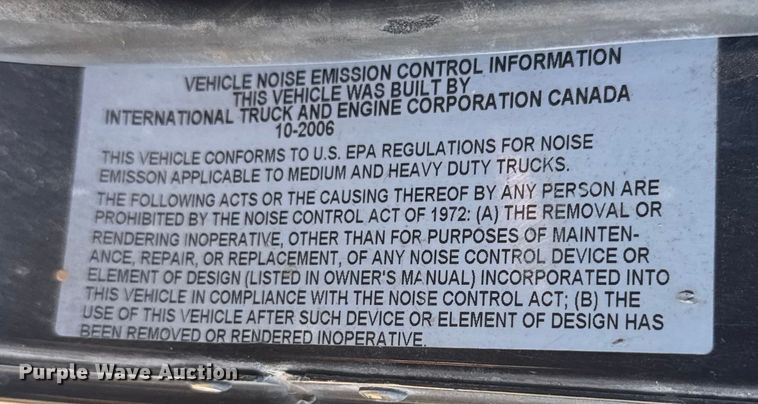 VEHICLE NOISE EMISSION CONTROL INFORMATION
THIS VEHICLE WAS BUILT BY
INTERNATIONAL TRUCK AND ENGINE CORPORATION CANADA
10-2006
THIS VEHICLE CONFORMS TO U.S. EPA REGULATIONS FOR NOISE
EMISSON APPLICABLE TO MEDIUM AND HEAVY DUTY TRUCKS.
THE FOLLOWING ACTS OR THE CAUSING THEREOF BY ANY PERSON ARE
PROHIBITED BY THE NOISE CONTROL ACT OF 1972: (A) THE REMOVAL OR
RENDERING INOPERATIVE, OTHER THAN FOR PURPOSES OF MAINTEN-
ANCE, REPAIR, OR REPLACEMENT, OF ANY NOISE CONTROL DEVICE OR
ELEMENT OF DESIGN (LISTED IN OWNER'S MANUAL) INCORPORATED INTO
THIS VEHICLE IN COMPLIANCE WITH THE NOISE CONTROL ACT; (B) THE
USE OF THIS VEHICLE AFTER SUCH DEVICE OR ELEMENT OF DESIGN HAS
BEEN REMOVED OR RENDERED INOPERATIVE.
Purple Wave Auction